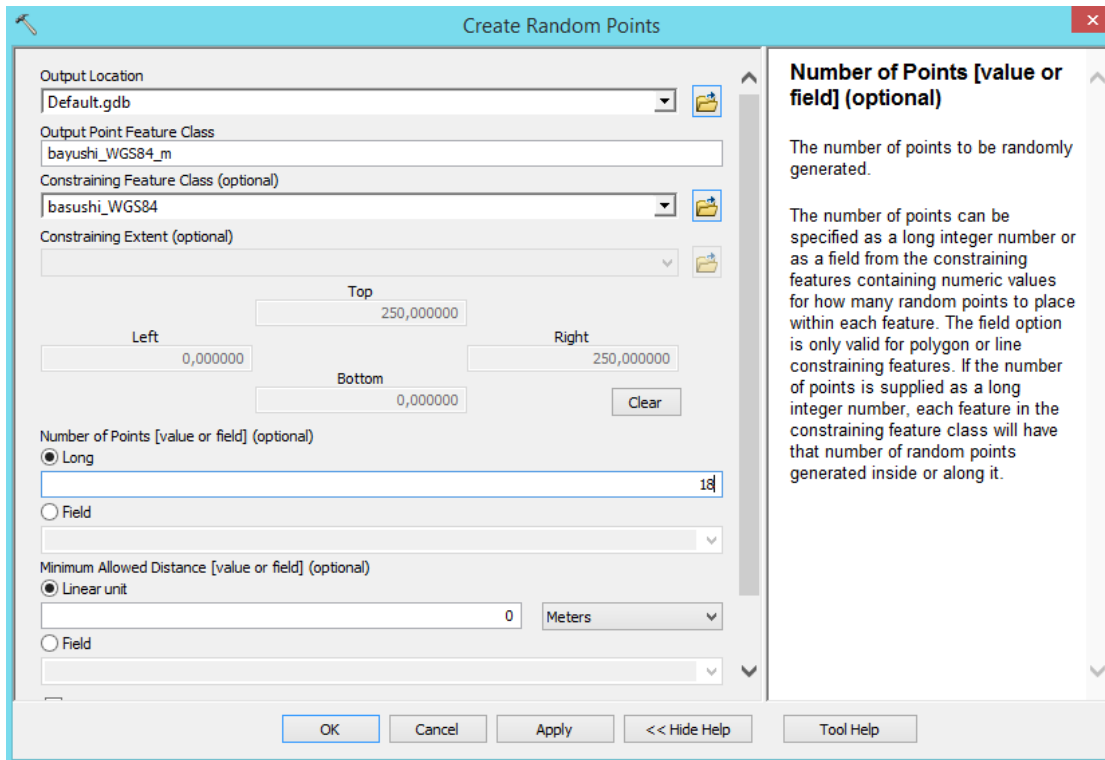 Create Random Points
Output Location
Default.gdb
Output Point Feature Class
bayushi_WGS84_m
Constraining Feature Class (optional)
basushi_WGS84
Constraining Extent (optional)
Top
250,000000
Left
Right
0,000000
250,000000
Bottom
0,000000
Clear
Number of Points [value or field] (optional)
Long
18
Field
Minimum Allowed Distance [value or field] (optional)
Linear unit
0
Meters
Field
Number of Points [value or
field] (optional)
The number of points to be randomly
generated.
The number of points can be
specified as a long integer number or
as a field from the constraining
features containing numeric values
for how many random points to place
within each feature. The field option
is only valid for polygon or line
constraining features. If the number
of points is supplied as a long
integer number, each feature in the
constraining feature class will have
that number of random points
generated inside or along it.
OK
Cancel
Apply
<< Hide Help
Tool Help